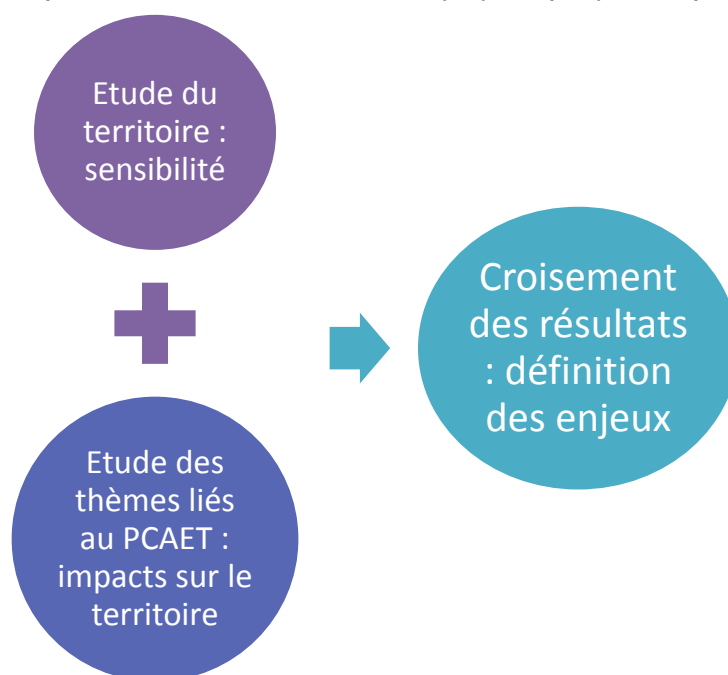 Etude du
territoire :
sensibilité
Etude des
thèmes liés
au PCAET :
impacts sur le
territoire
Croisement
des résultats
: définition
des enjeux